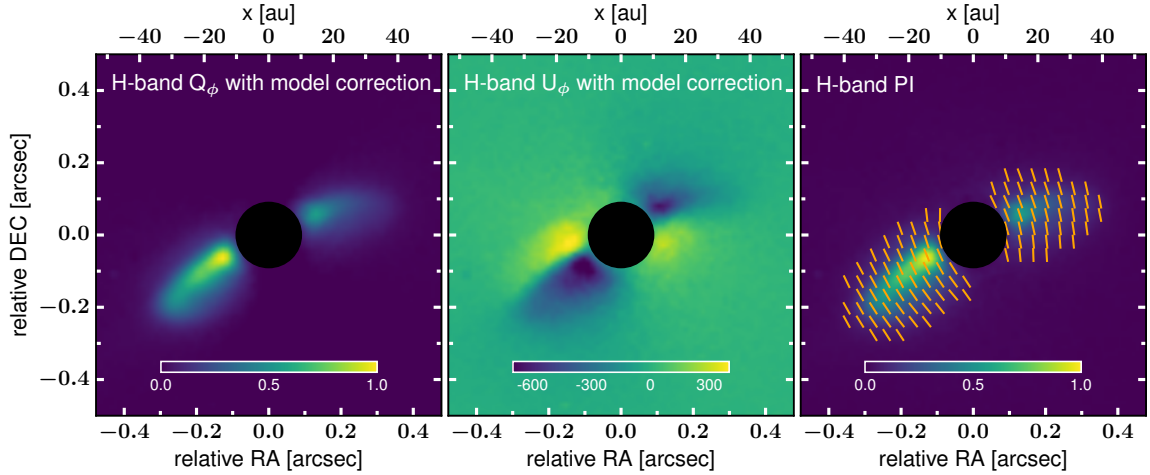 x [au]
x [au]
x [au]
−40 −20 0 20 40
−40 −20 0 20 40
−40 −20 0 20 40
H-band Qϕ with model correction
H-band Uϕ with model correction
H-band PI
relative DEC [arcsec]
0.4
0.2
0.0
−0.2
−0.4
0.0 0.5 1.0
-600 -300 0 300
0.0 0.5 1.0
−0.4 −0.2 0.0 0.2 0.4
−0.4 −0.2 0.0 0.2 0.4
−0.4 −0.2 0.0 0.2 0.4
relative RA [arcsec]
relative RA [arcsec]
relative RA [arcsec]